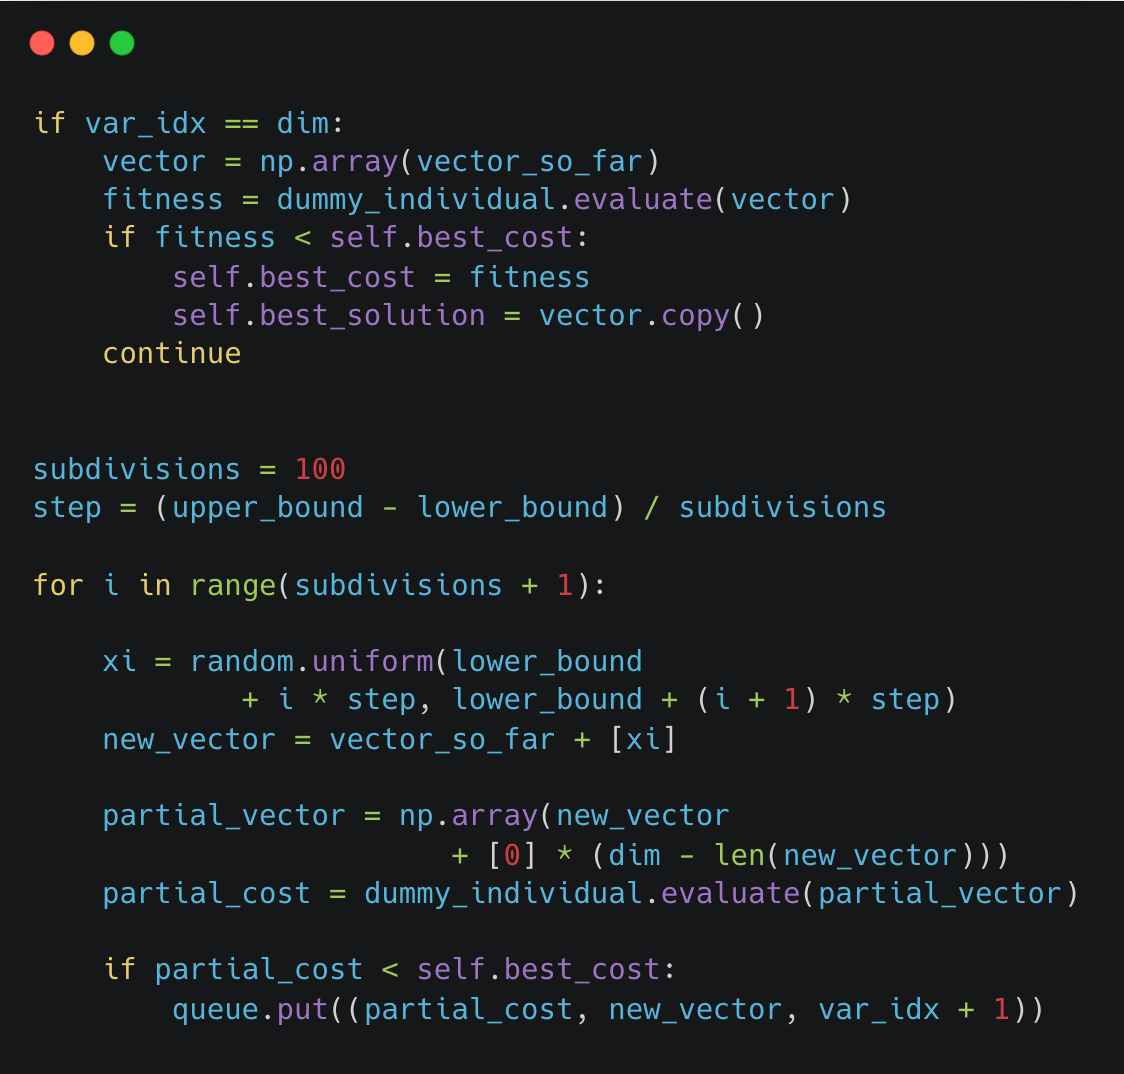 if var_idx == dim:
    vector = np.array(vector_so_far)
    fitness = dummy_individual.evaluate(vector)
    if fitness < self.best_cost:
        self.best_cost = fitness
        self.best_solution = vector.copy()
    continue
subdivisions = 100
step = (upper_bound - lower_bound) / subdivisions
for i in range(subdivisions + 1):
    xi = random.uniform(lower_bound
            + i * step, lower_bound + (i + 1) * step)
    new_vector = vector_so_far + [xi]
    partial_vector = np.array(new_vector
                        + [0] * (dim - len(new_vector)))
    partial_cost = dummy_individual.evaluate(partial_vector)
    if partial_cost < self.best_cost:
        queue.put((partial_cost, new_vector, var_idx + 1))